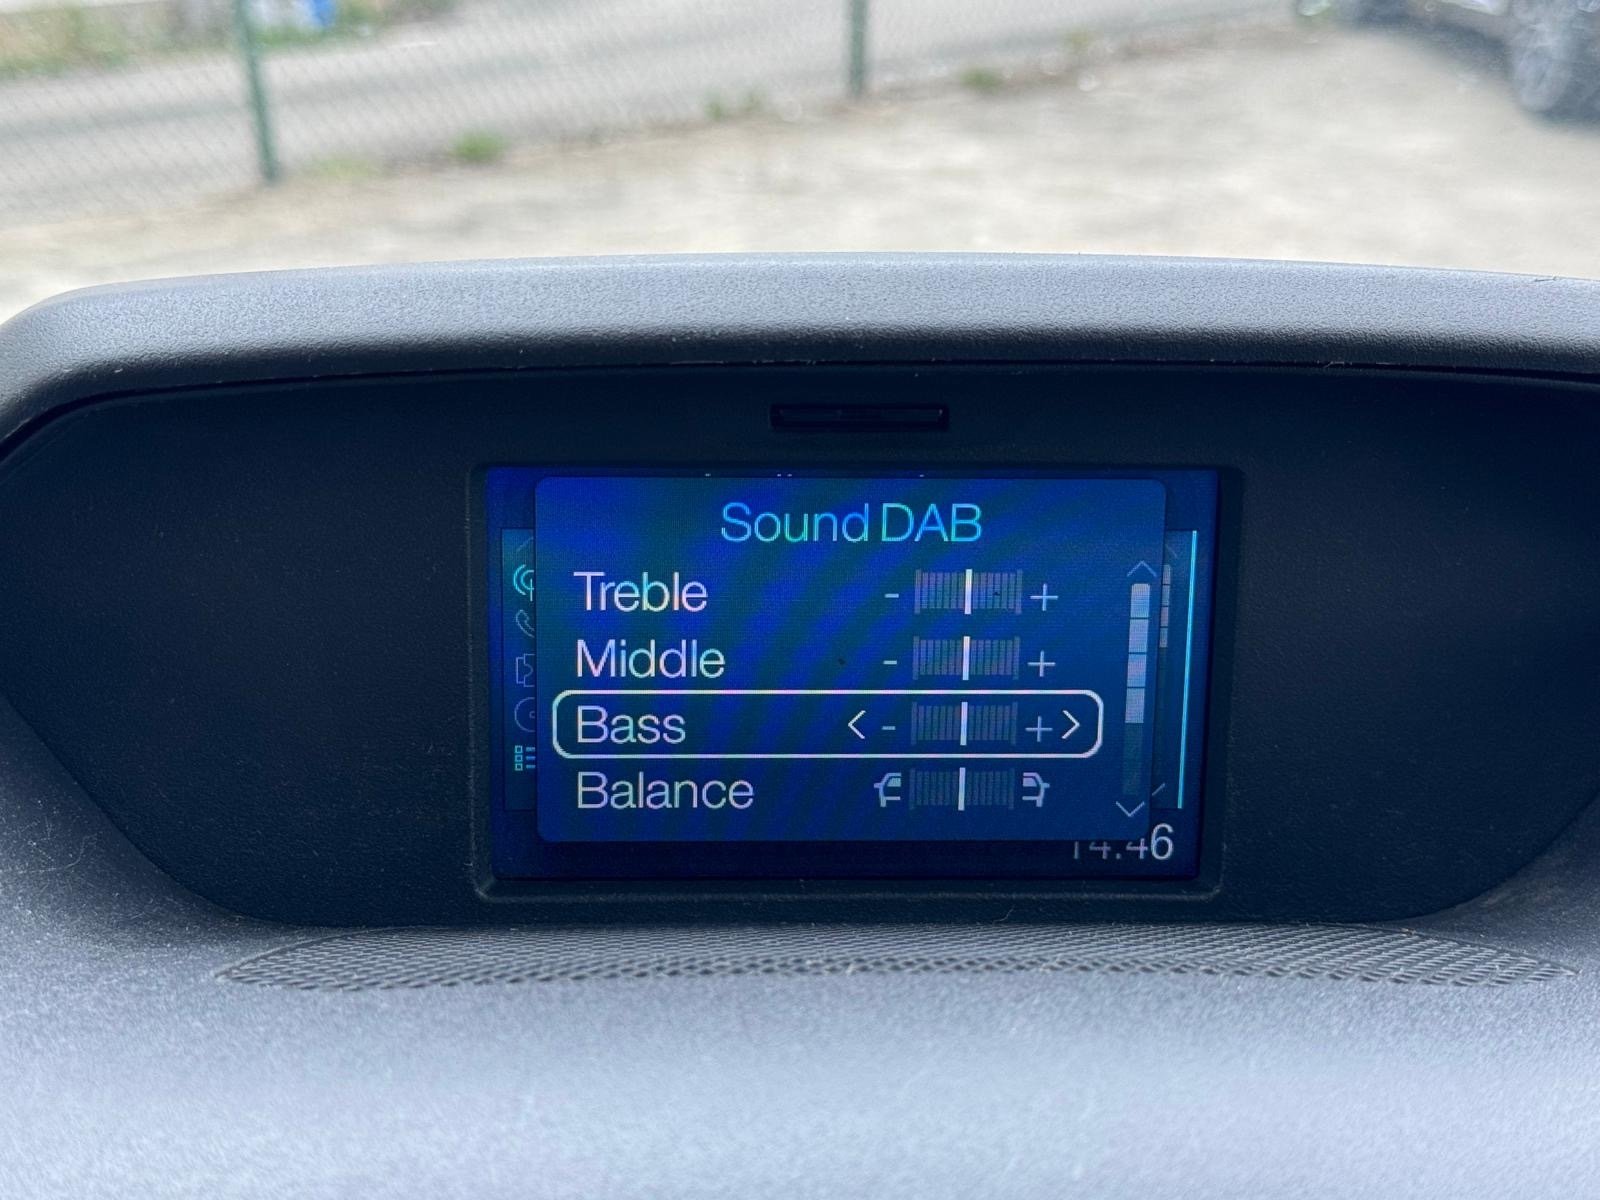 Sound DAB
Treble - +
Middle - +
Bass < - + >
Balance
14.46